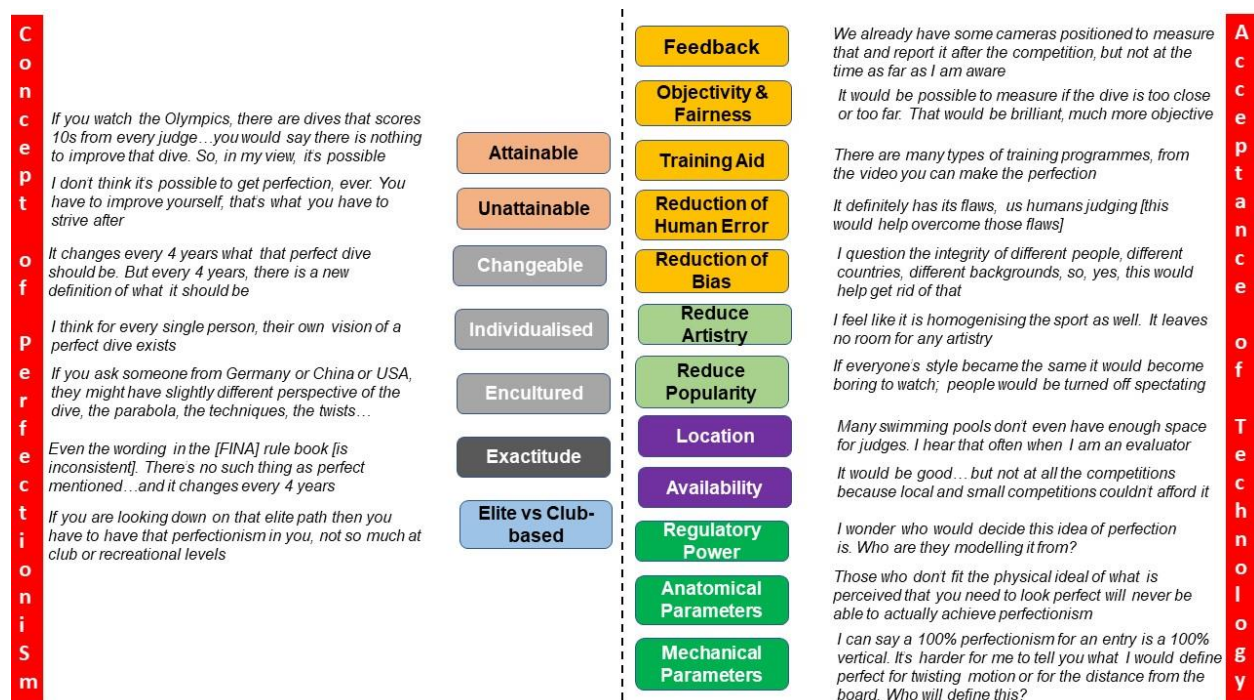 Concept of PerfectioniSm
If you watch the Olympics, there are dives that scores
10s from every judge…you would say there is nothing
to improve that dive. So, in my view, it's possible
Attainable
I don't think it's possible to get perfection, ever. You
have to improve yourself, that's what you have to
strive after
Unattainable
It changes every 4 years what that perfect dive
should be. But every 4 years, there is a new
definition of what it should be
Changeable
I think for every single person, their own vision of a
perfect dive exists
Individualised
If you ask someone from Germany or China or USA,
they might have slightly different perspective of the
dive, the parabola, the techniques, the twists…
Encultured
Even the wording in the [FINA] rule book [is
inconsistent]. There's no such thing as perfect
mentioned…and it changes every 4 years
Exactitude
If you are looking down on that elite path then you
have to have that perfectionism in you, not so much at
club or recreational levels
Elite vs Club-
based
Feedback
We already have some cameras positioned to measure
that and report it after the competition, but not at the
time as far as I am aware
Objectivity &
Fairness
It would be possible to measure if the dive is too close
or too far. That would be brilliant, much more objective
Training Aid
There are many types of training programmes, from
the video you can make the perfection
Reduction of
Human Error
It definitely has its flaws, us humans judging [this
would help overcome those flaws]
Reduction of
Bias
I question the integrity of different people, different
countries, different backgrounds, so, yes, this would
help get rid of that
Reduce
Artistry
I feel like it is homogenising the sport as well. It leaves
no room for any artistry
Reduce
Popularity
If everyone's style became the same it would become
boring to watch; people would be turned off spectating
Location
Many swimming pools don't even have enough space
for judges. I hear that often when I am an evaluator
Availability
It would be good… but not at all the competitions
because local and small competitions couldn't afford it
Regulatory
Power
I wonder who would decide this idea of perfection
is. Who are they modelling it from?
Anatomical
Parameters
Those who don't fit the physical ideal of what is
perceived that you need to look perfect will never be
able to actually achieve perfectionism
Mechanical
Parameters
I can say a 100% perfectionism for an entry is a 100%
vertical. It's harder for me to tell you what I would define
perfect for twisting motion or for the distance from the
board. Who will define this?
Acceptance of Technology